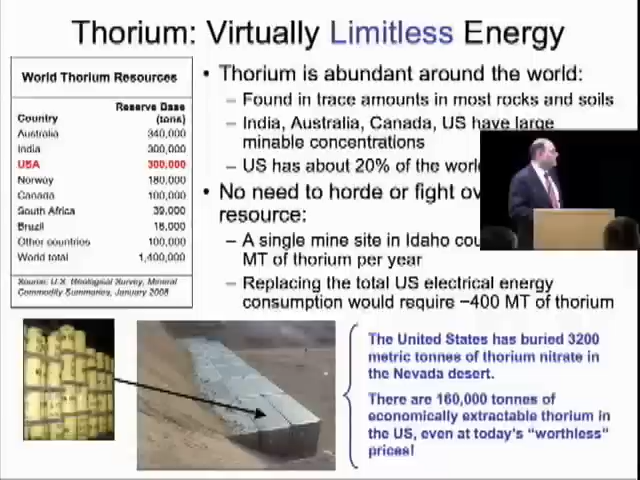 Thorium: Virtually Limitless Energy
World Thorium Resources
Country Reserve Base (tons)
Australia 340,000
India 300,000
USA 300,000
Norway 180,000
Canada 100,000
South Africa 39,000
Brazil 18,000
Other countries 100,000
World total 1,400,000
Source: U.S. Geological Survey, Mineral
Commodity Summaries, January 2008
• Thorium is abundant around the world:
– Found in trace amounts in most rocks and soils
– India, Australia, Canada, US have large
minable concentrations
– US has about 20% of the
• No need to horde or fight
resource:
– A single mine site in Idaho
MT of thorium per year
– Replacing the total US electrical energy
consumption would require ~400 MT of thorium
The United States has buried 3200
metric tonnes of thorium nitrate in
the Nevada desert.
There are 160,000 tonnes of
economically extractable thorium in
the US, even at today's "worthless"
prices!